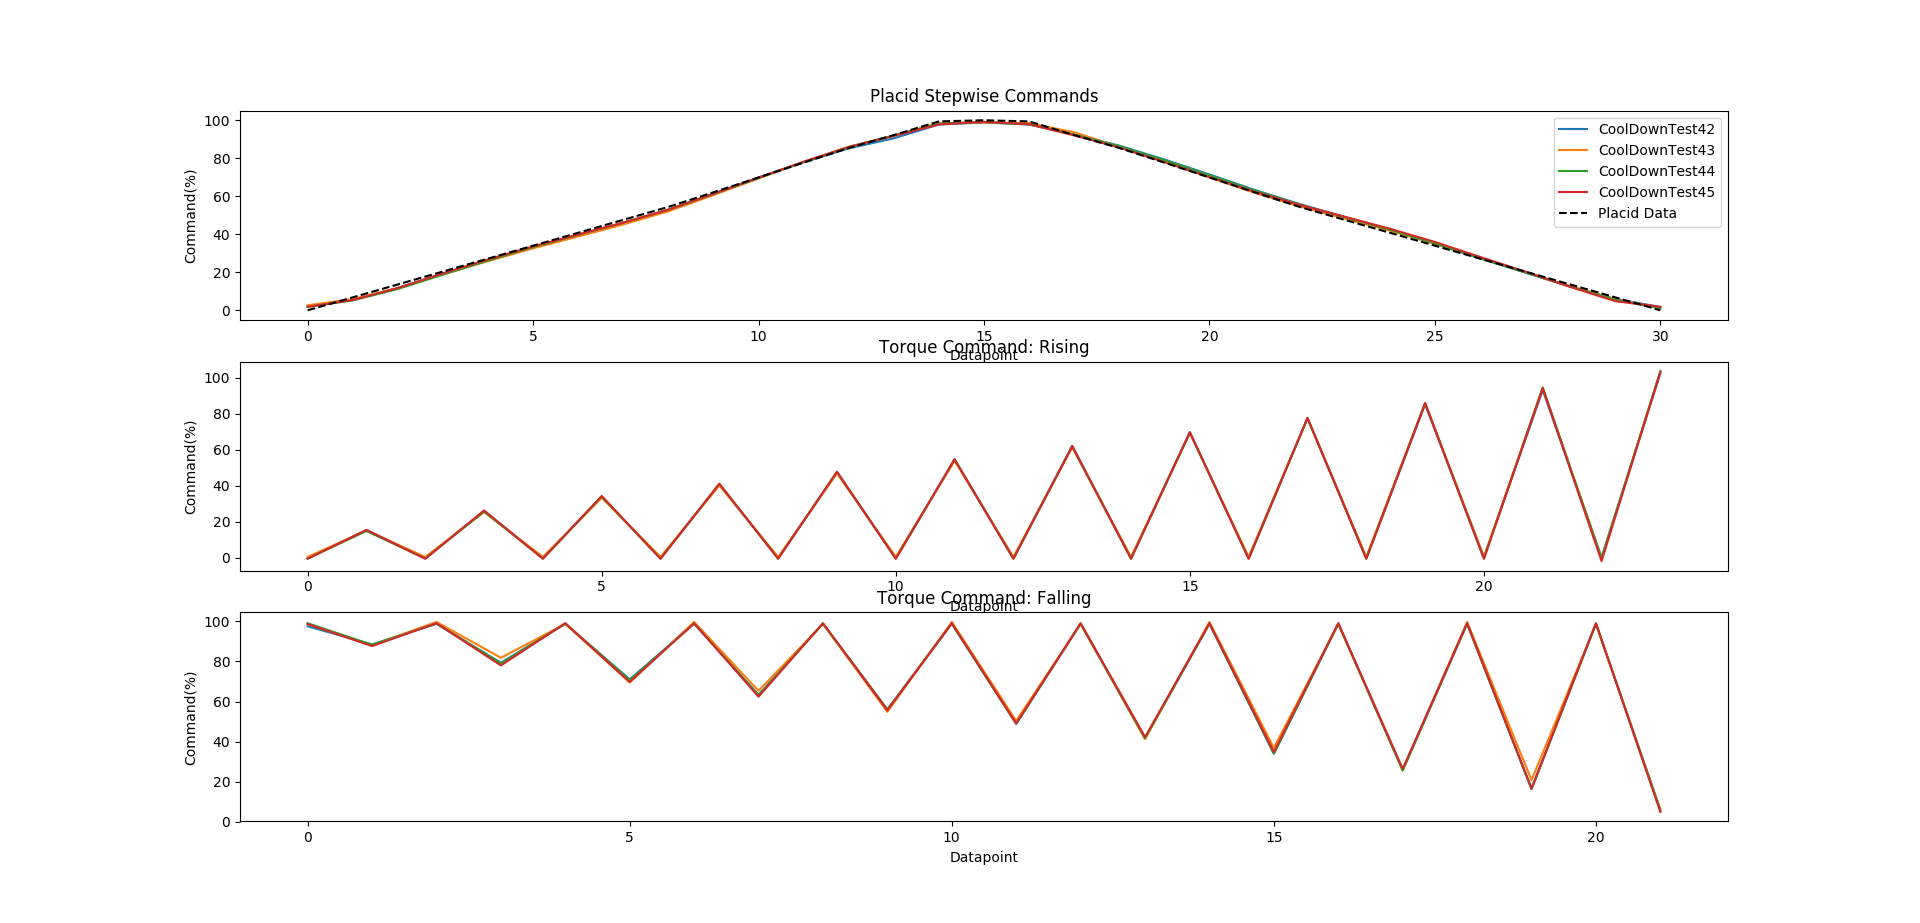 Placid Stepwise Commands
Command(%)
100
80
60
40
20
0
CoolDownTest42
CoolDownTest43
CoolDownTest44
CoolDownTest45
Placid Data
0 5 10 15 20 25 30
Datapoint
Torque Command: Rising
Command(%)
100
80
60
40
20
0
0 5 10 15 20
Datapoint
Torque Command: Falling
Command(%)
100
80
60
40
20
0
0 5 10 15 20
Datapoint